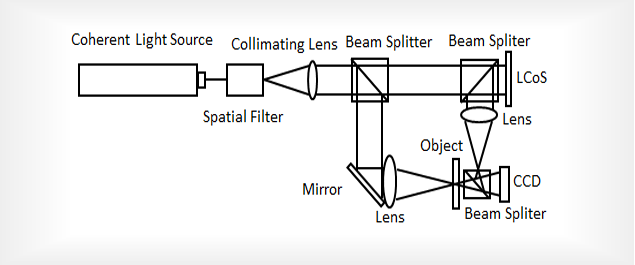 Coherent Light Source
Collimating Lens
Beam Splitter
Beam Spliter
LCoS
Spatial Filter
Lens
Object
Mirror
CCD
Lens
Beam Spliter